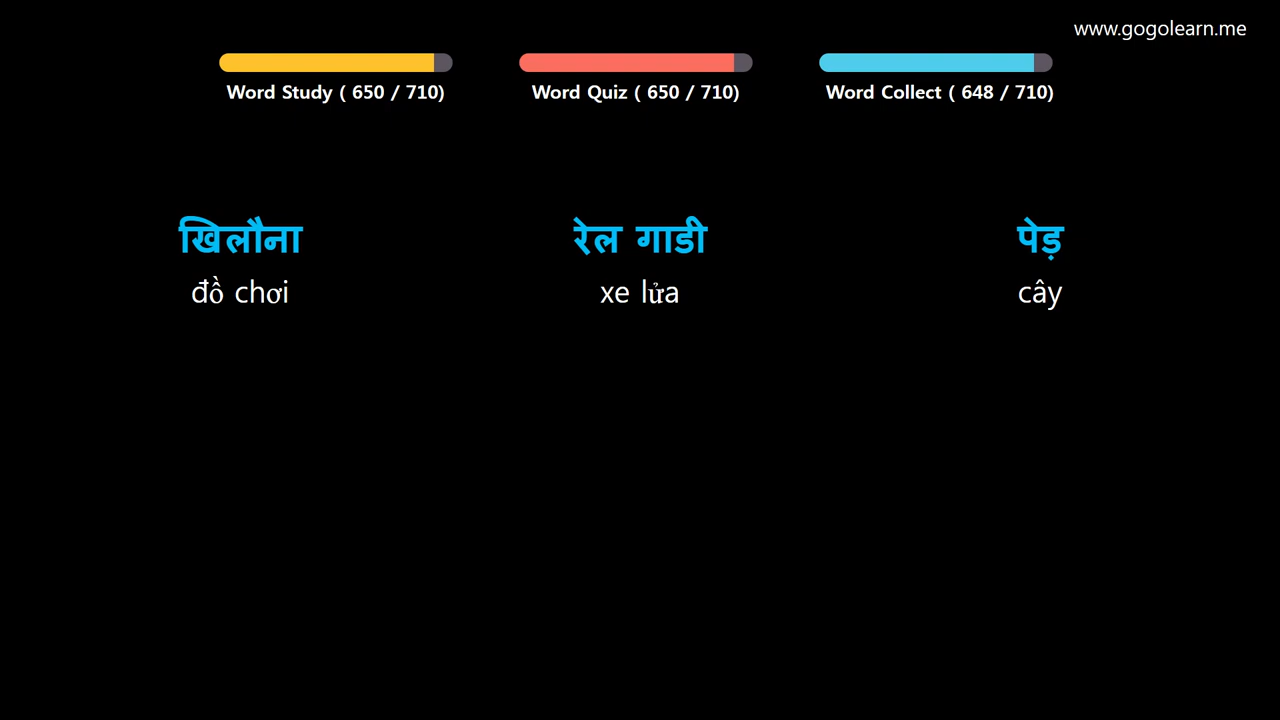 www.gogolearn.me
Word Study ( 650 / 710)
Word Quiz ( 650 / 710)
Word Collect ( 648 / 710)
खिलौना
रेल गाडी
पेड़
đồ chơi
xe lửa
cây